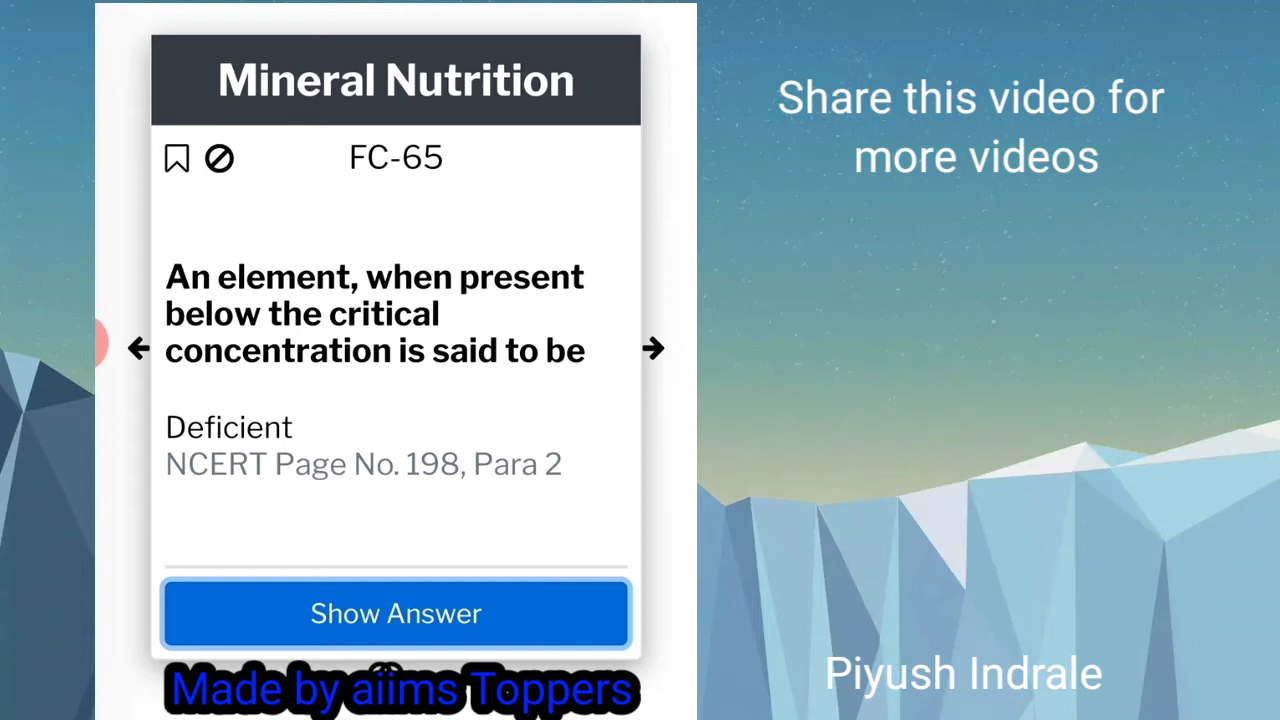 Mineral Nutrition
FC-65
An element, when present
below the critical
concentration is said to be
Deficient
NCERT Page No. 198, Para 2
Show Answer
Made by aiims Toppers
Share this video for
more videos
Piyush Indrale